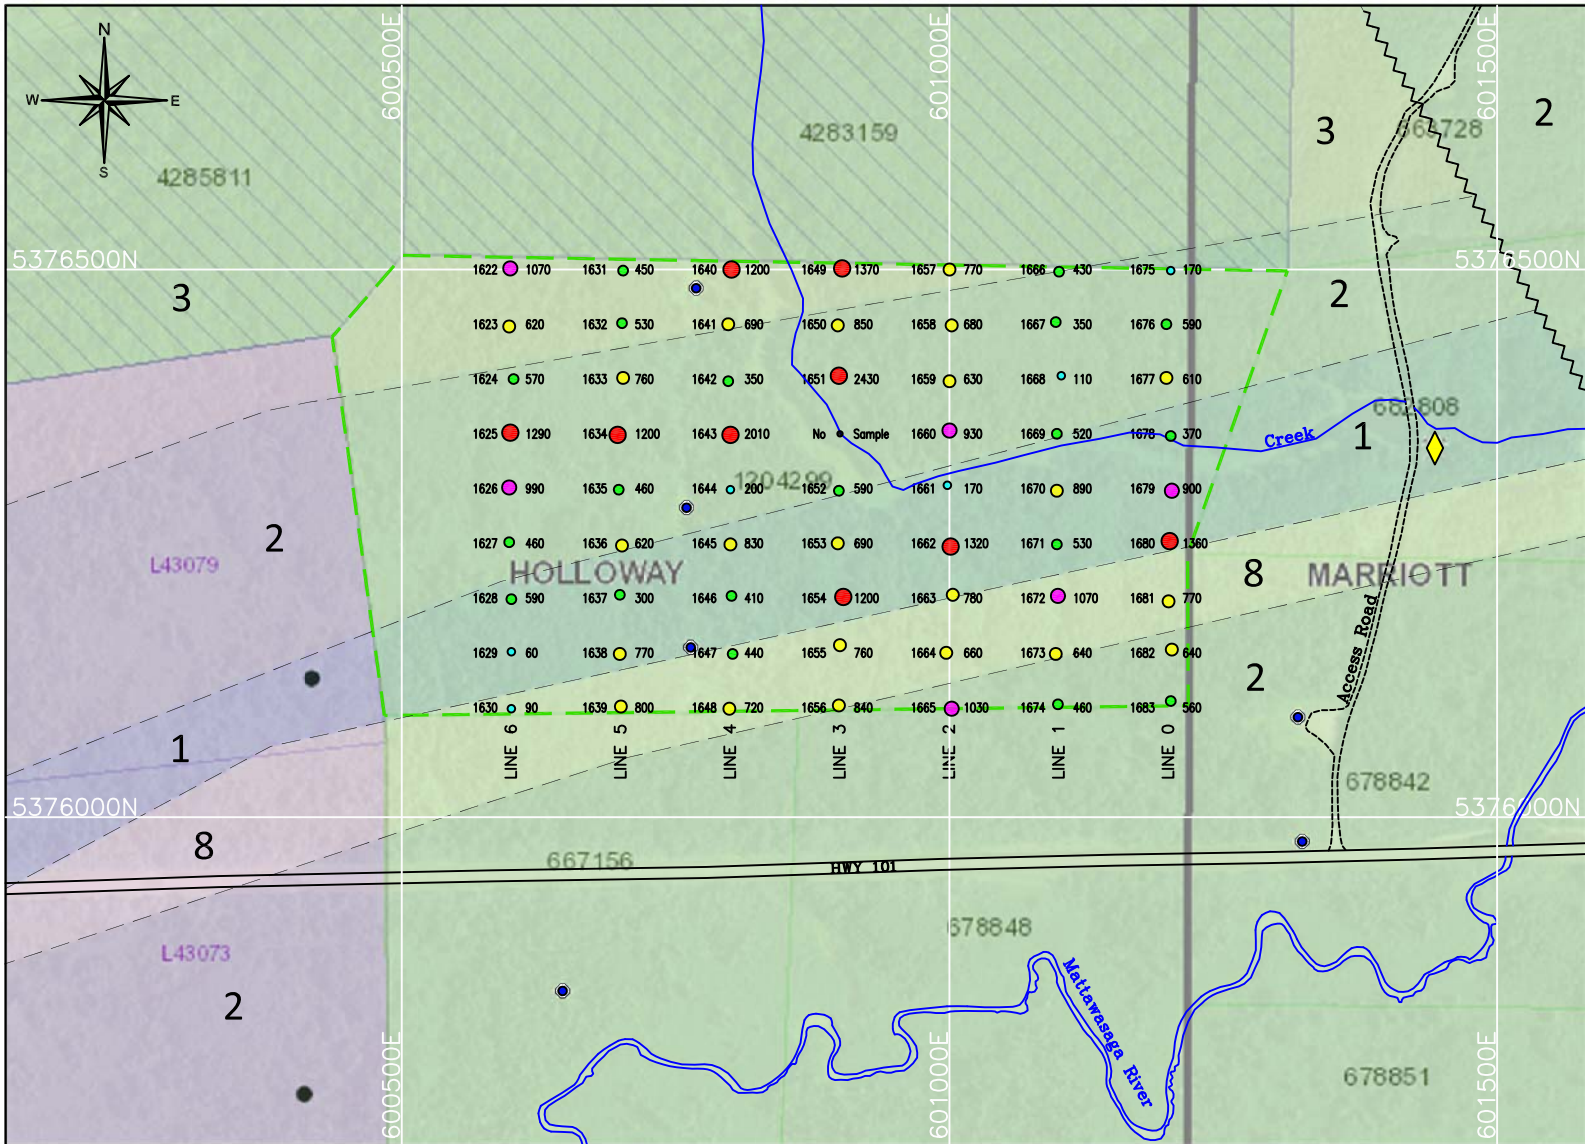 N
W E
S
600500E
601000E
601500E
4283159
3
663728
2
4285811
5376500N
5376500N
3
2
1622 1070 1631 450 1640 1200 1649 1370 1657 770 1666 430 1675 170
1623 620 1632 530 1641 690 1650 850 1658 680 1667 350 1676 590
1624 570 1633 760 1642 350 1651 2430 1659 630 1668 110 1677 610
682808
1625 1290 1634 1200 1643 2010 No Sample 1660 930 1669 520 1678 370
Creek
1
1204299
1626 990 1635 460 1644 200 1652 590 1661 170 1670 890 1679 900
2
1627 460 1636 620 1645 830 1653 690 1662 1320 1671 530 1680 1360
L43079
HOLLOWAY
8
MARRIOTT
1628 590 1637 300 1646 410 1654 1200 1663 780 1672 1070 1681 770
Access Road
1629 60 1638 770 1647 440 1655 760 1664 660 1673 640 1682 640
2
1630 90 1639 800 1648 720 1656 840 1665 1030 1674 460 1683 560
LINE 6
LINE 5
LINE 4
LINE 3
LINE 2
LINE 1
LINE 0
1
678842
5376000N
5376000N
8
667156
HWY 101
678848
L43073
2
Mattawasaga River
678851
600500E
601000E
601500E